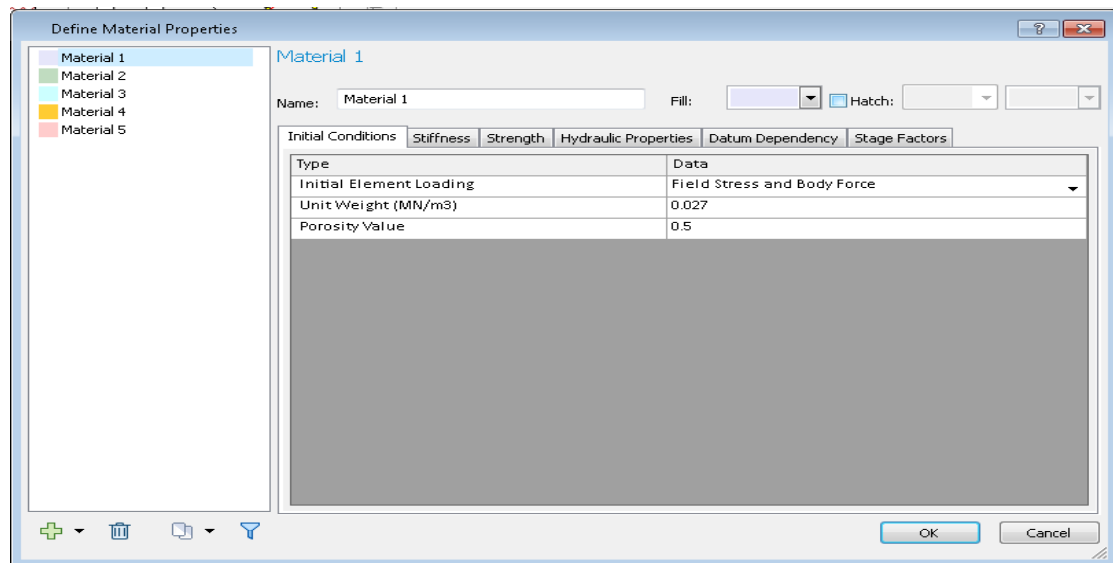 Define Material Properties
Material 1
Material 2
Material 3
Material 4
Material 5
Material 1
Name: Material 1 Fill: Hatch:
Initial Conditions Stiffness Strength Hydraulic Properties Datum Dependency Stage Factors
Type Data
Initial Element Loading Field Stress and Body Force
Unit Weight (MN/m3) 0.027
Porosity Value 0.5
OK Cancel